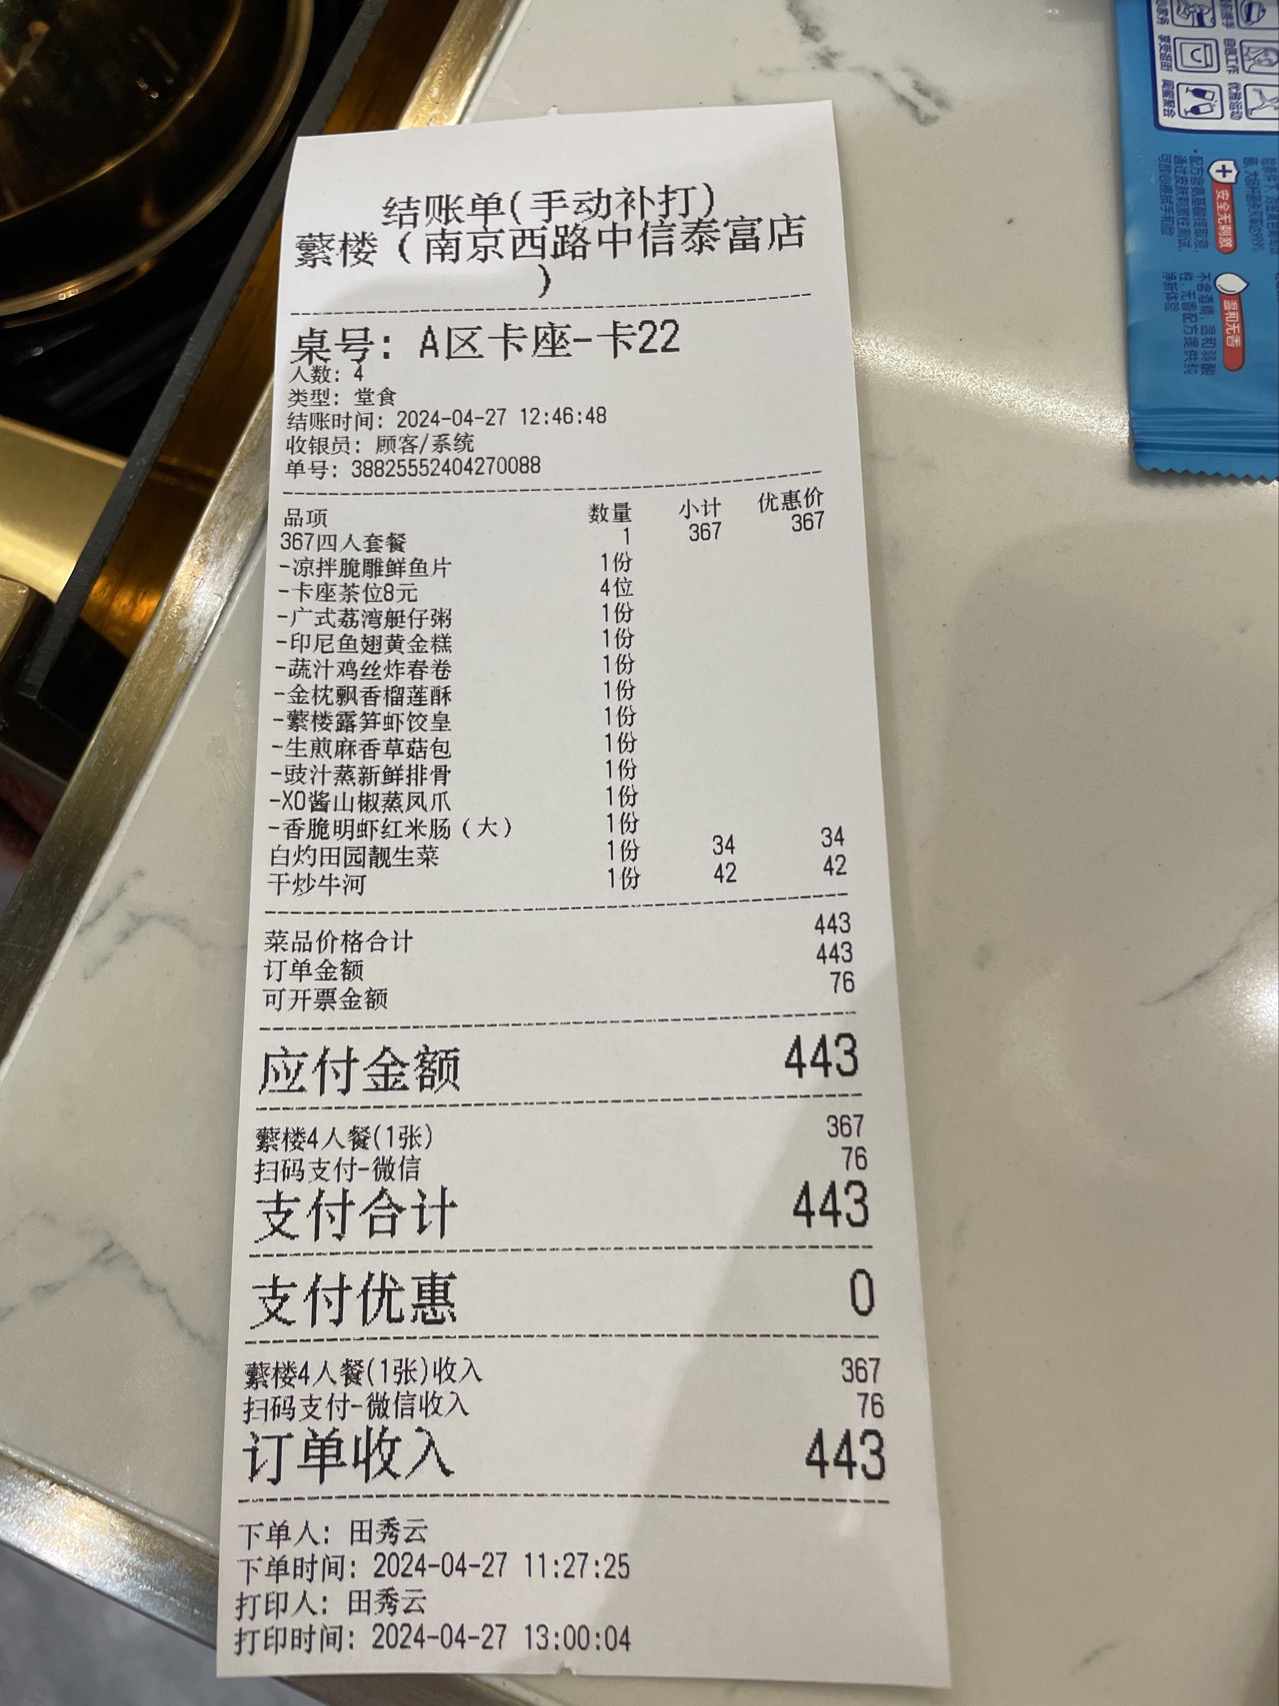 结账单(手动补打)
蘩楼（南京西路中信泰富店
）
桌号: A区卡座-卡22
人数: 4
类型: 堂食
结账时间: 2024-04-27 12:46:48
收银员: 顾客/系统
单号: 38825552404270088
品项 数量 小计 优惠价
367四人套餐 1 367 367
-凉拌脆雕鲜鱼片 1份
-卡座茶位8元 4位
-广式荔湾艇仔粥 1份
-印尼鱼翅黄金糕 1份
-蔬汁鸡丝炸春卷 1份
-金枕飘香榴莲酥 1份
-蘩楼露笋虾饺皇 1份
-生煎麻香草菇包 1份
-豉汁蒸新鲜排骨 1份
-XO酱山椒蒸凤爪 1份
-香脆明虾红米肠（大） 1份
白灼田园靓生菜 1份 34 34
干炒牛河 1份 42 42
菜品价格合计 443
订单金额 443
可开票金额 76
应付金额 443
蘩楼4人餐(1张) 367
扫码支付-微信 76
支付合计 443
支付优惠 0
蘩楼4人餐(1张)收入 367
扫码支付-微信收入 76
订单收入 443
下单人: 田秀云
下单时间: 2024-04-27 11:27:25
打印人: 田秀云
打印时间: 2024-04-27 13:00:04
安全无刺激
温和无香